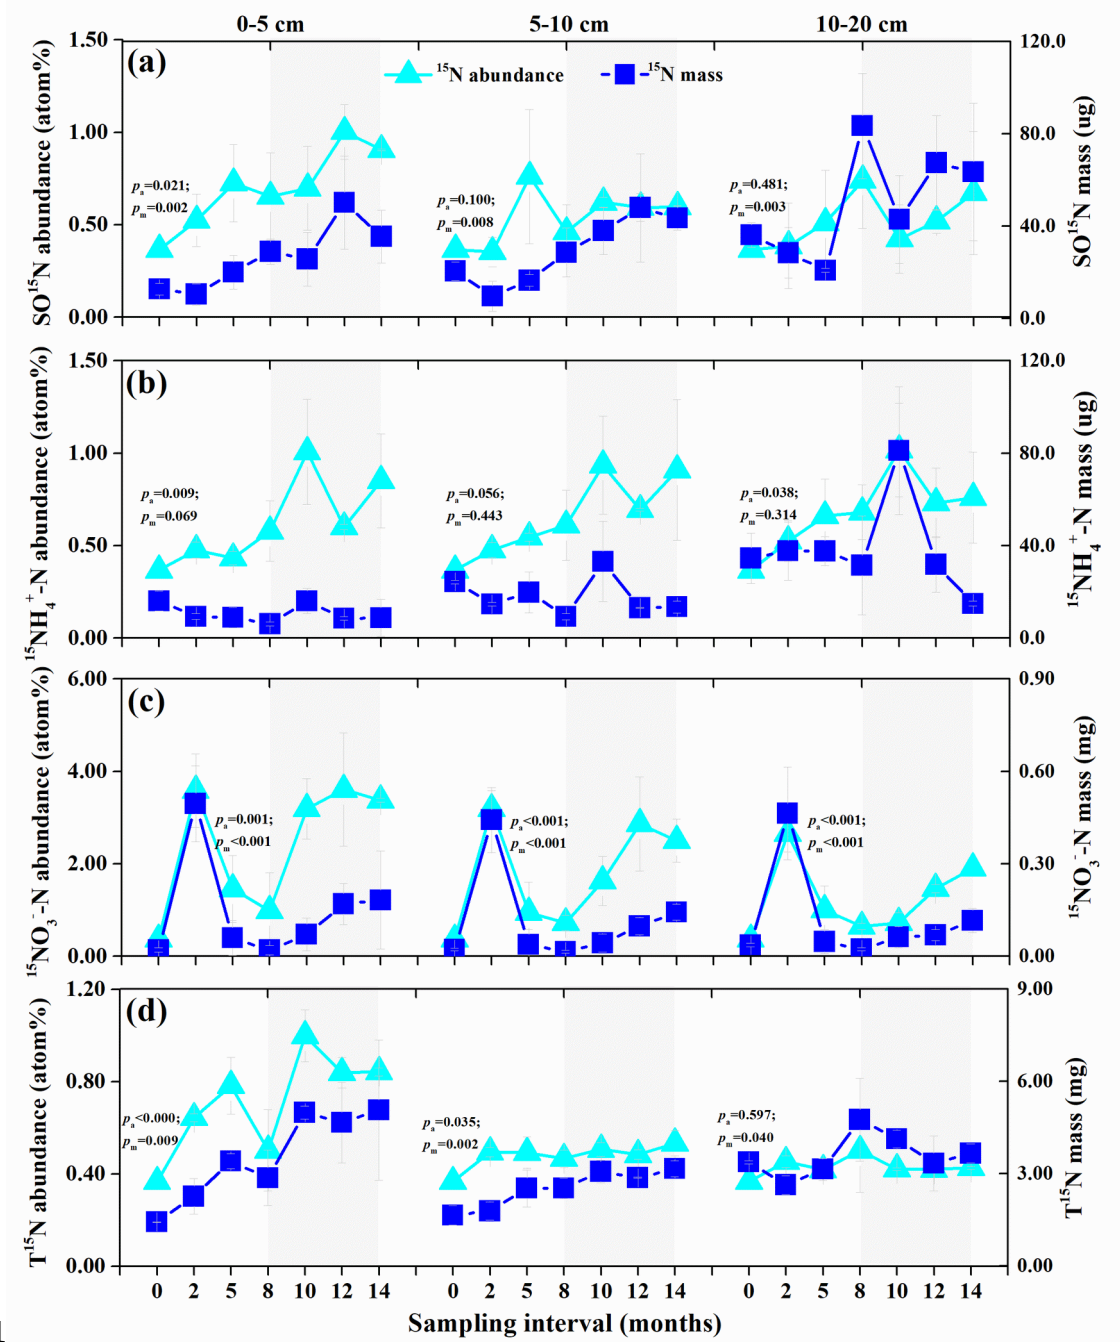 0-5 cm 5-10 cm 10-20 cm
(a)
¹⁵N abundance ¹⁵N mass
SO¹⁵N abundance (atom%)
1.50
1.00
0.50
0.00
pₐ=0.021;
pₘ=0.002
pₐ=0.100;
pₘ=0.008
pₐ=0.481;
pₘ=0.003
120.0
80.0
40.0
0.0
SO¹⁵N mass (ug)
(b)
¹⁵NH₄⁺-N abundance (atom%)
1.50
1.00
0.50
0.00
pₐ=0.009;
pₘ=0.069
pₐ=0.056;
pₘ=0.443
pₐ=0.038;
pₘ=0.314
120.0
80.0
40.0
0.0
¹⁵NH₄⁺-N mass (ug)
(c)
¹⁵NO₃⁻-N abundance (atom%)
6.00
4.00
2.00
0.00
pₐ=0.001;
pₘ<0.001
pₐ<0.001;
pₘ<0.001
pₐ<0.001;
pₘ<0.001
0.90
0.60
0.30
0.00
¹⁵NO₃⁻-N mass (mg)
(d)
T¹⁵N abundance (atom%)
1.20
0.80
0.40
0.00
pₐ<0.000;
pₘ=0.009
pₐ=0.035;
pₘ=0.002
pₐ=0.597;
pₘ=0.040
9.00
6.00
3.00
0.00
T¹⁵N mass (mg)
0 2 5 8 10 12 14 0 2 5 8 10 12 14 0 2 5 8 10 12 14
Sampling interval (months)